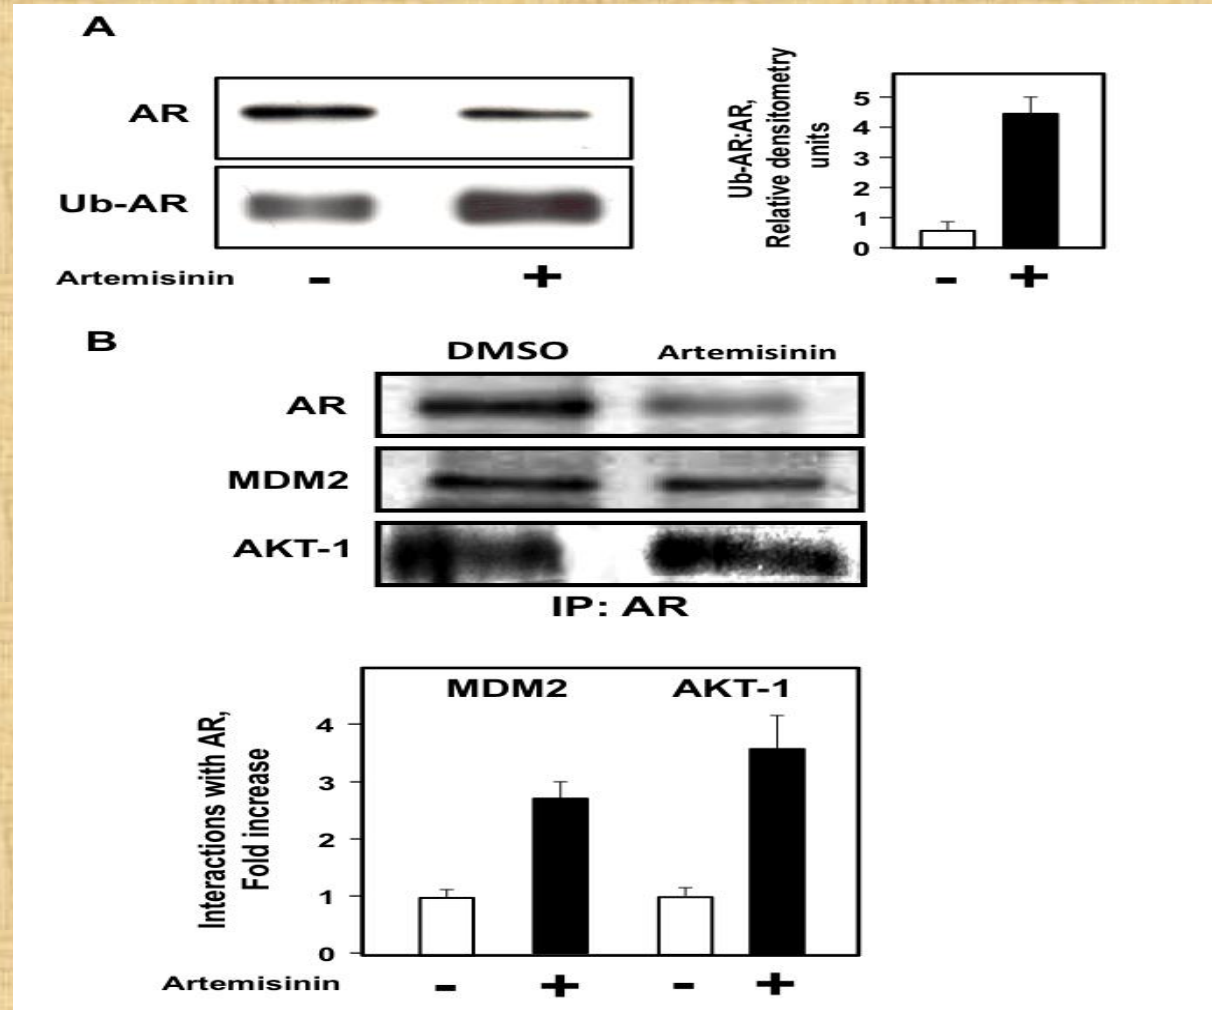 A
AR
Ub-AR
Artemisinin - +
Ub-AR:AR,
Relative densitometry
units
5
4
3
2
1
0
- +
B
DMSO Artemisinin
AR
MDM2
AKT-1
IP: AR
MDM2 AKT-1
Interactions with AR,
Fold increase
4
3
2
1
0
Artemisinin - + - +